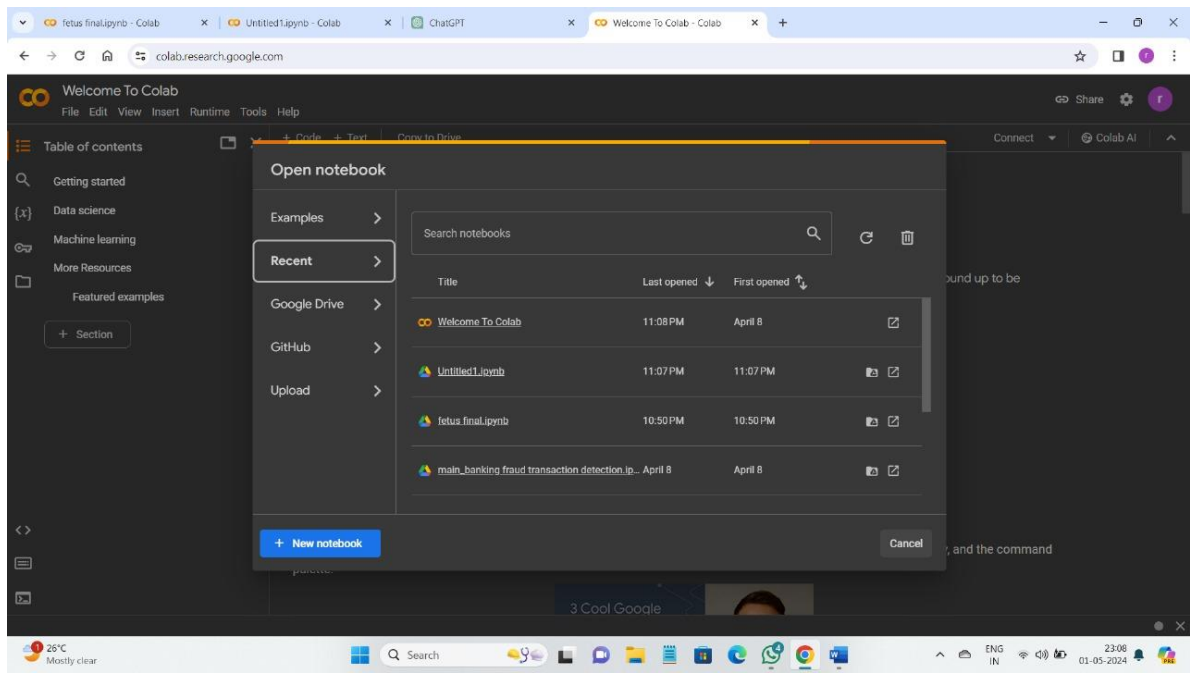 fetus final.ipynb - Colab
Untitled1.ipynb - Colab
ChatGPT
Welcome To Colab - Colab
colab.research.google.com
r
Welcome To Colab
File Edit View Insert Runtime Tools Help
Share
r
+ Code + Text Copy to Drive
Connect
Colab AI
Table of contents
Getting started
Data science
Machine learning
More Resources
Featured examples
+ Section
Open notebook
Examples
Recent
Google Drive
GitHub
Upload
Search notebooks
Title Last opened First opened
Welcome To Colab 11:08 PM April 8
Untitled1.ipynb 11:07 PM 11:07 PM
fetus final.ipynb 10:50 PM 10:50 PM
main_banking fraud transaction detection.ip... April 8 April 8
+ New notebook
Cancel
up to be
, and the command
palette.
3 Cool Google
1
26°C
Mostly clear
Search
ENG
IN
23:08
01-05-2024
PRE